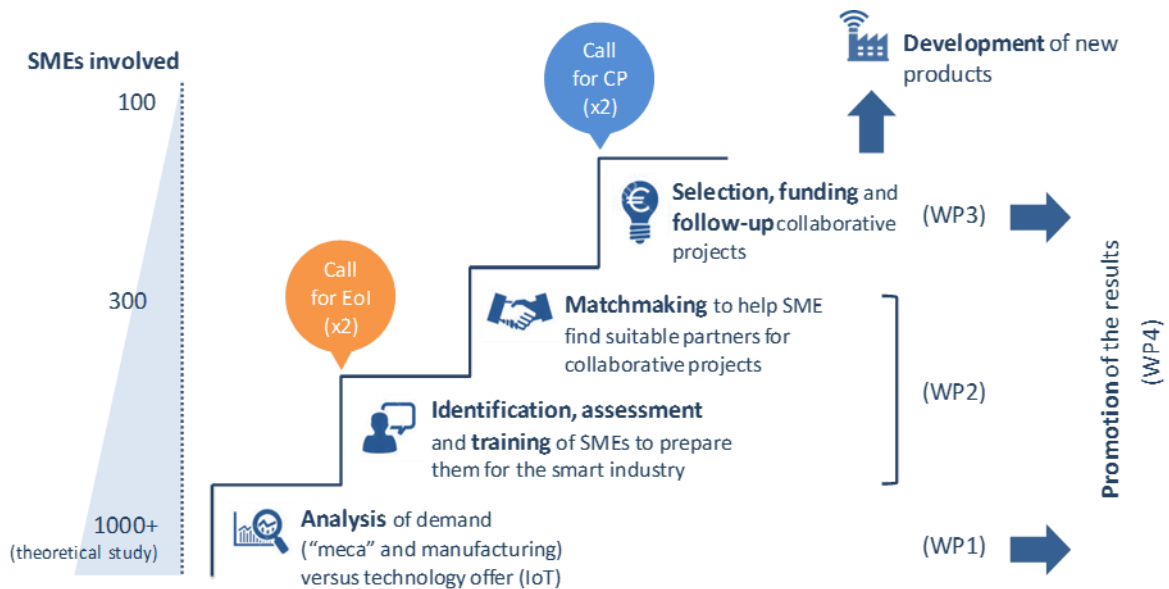 SMEs involved
100
300
1000+
(theoretical study)
Call
for CP
(x2)
Call
for EoI
(x2)
Development of new
products
Selection, funding and
follow-up collaborative
projects
(WP3)
Matchmaking to help SME
find suitable partners for
collaborative projects
(WP2)
Identification, assessment
and training of SMEs to prepare
them for the smart industry
Analysis of demand
("meca" and manufacturing)
versus technology offer (IoT)
(WP1)
Promotion of the results
(WP4)